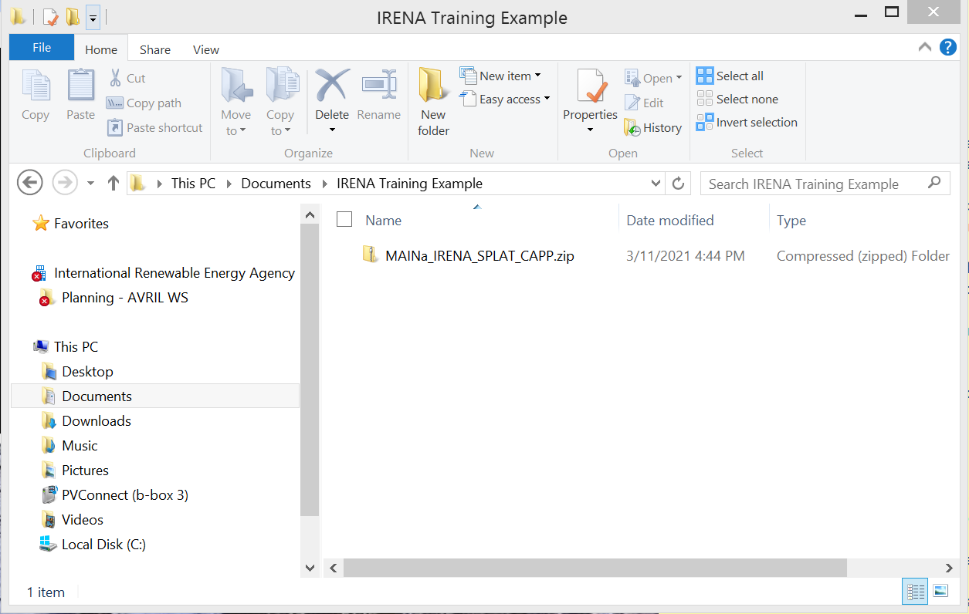 IRENA Training Example
File Home Share View
Copy
Paste
Cut
Copy path
Paste shortcut
Clipboard
Move to
Copy to
Delete
Rename
Organize
New folder
New item
Easy access
New
Properties
Open
Edit
History
Open
Select all
Select none
Invert selection
Select
This PC Documents IRENA Training Example
Search IRENA Training Example
Favorites
International Renewable Energy Agency
Planning - AVRIL WS
This PC
Desktop
Documents
Downloads
Music
Pictures
PVConnect (b-box 3)
Videos
Local Disk (C:)
Name Date modified Type
MAINa_IRENA_SPLAT_CAPP.zip 3/11/2021 4:44 PM Compressed (zipped) Folder
1 item